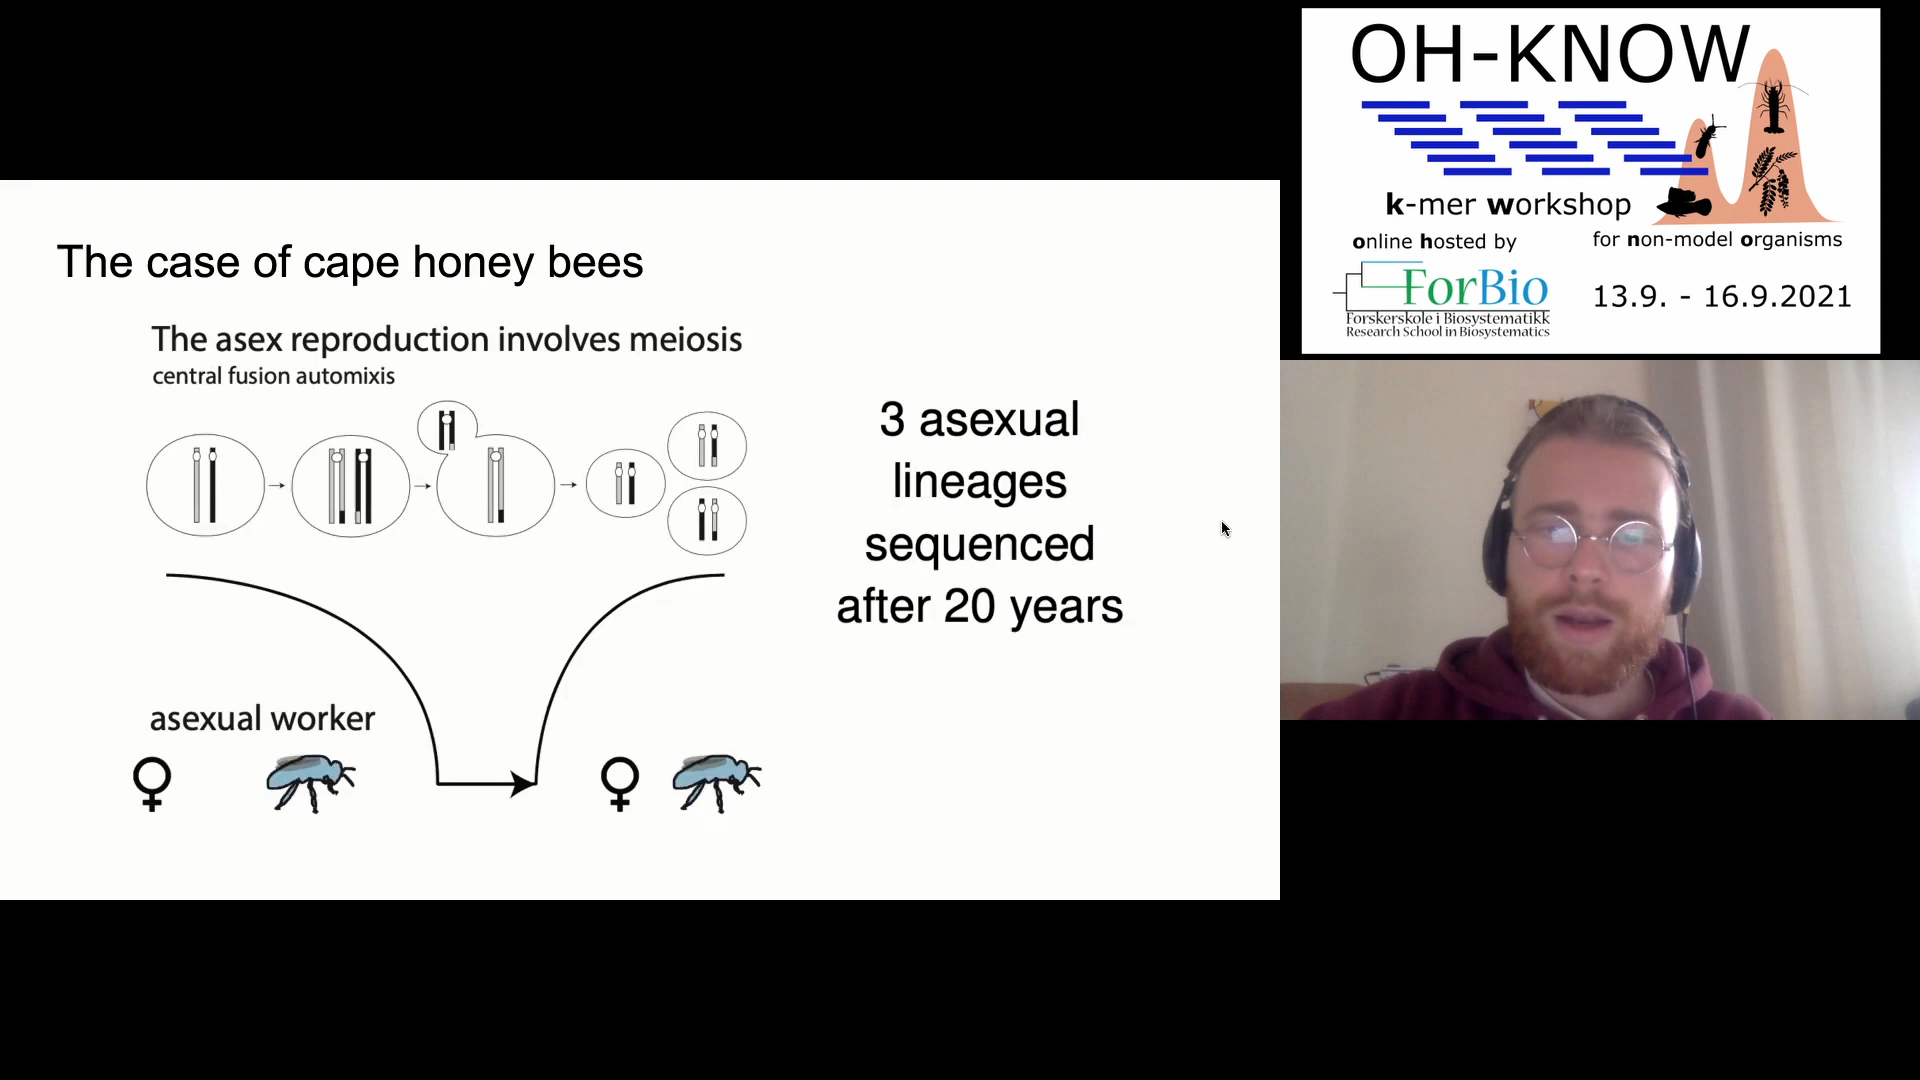 The case of cape honey bees
The asex reproduction involves meiosis
central fusion automixis
3 asexual
lineages
sequenced
after 20 years
asexual worker
OH-KNOW
k-mer workshop
online hosted by
for non-model organisms
ForBio
Forskerskole i Biosystematikk
Research School in Biosystematics
13.9. - 16.9.2021